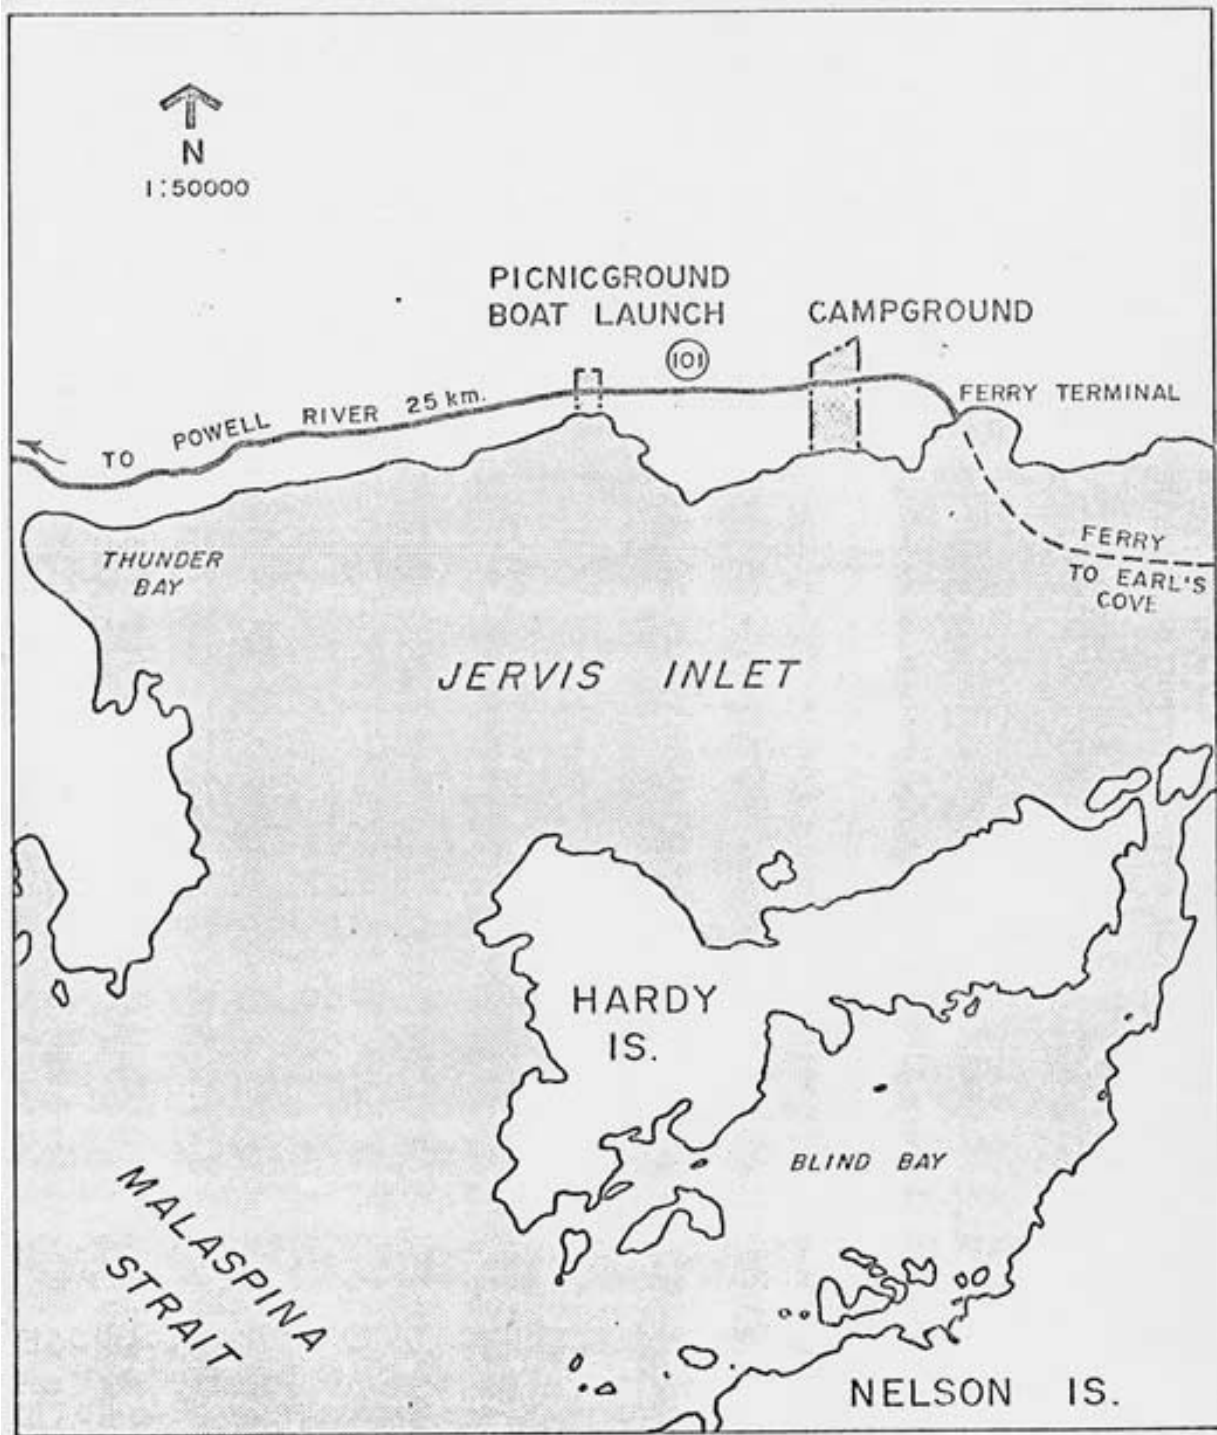 N
1:50000
PICNICGROUND
BOAT LAUNCH
CAMPGROUND
101
FERRY TERMINAL
TO POWELL RIVER 25 km.
THUNDER
BAY
FERRY
TO EARL'S
COVE
JERVIS INLET
HARDY
IS.
BLIND BAY
MALASPINA
STRAIT
NELSON IS.